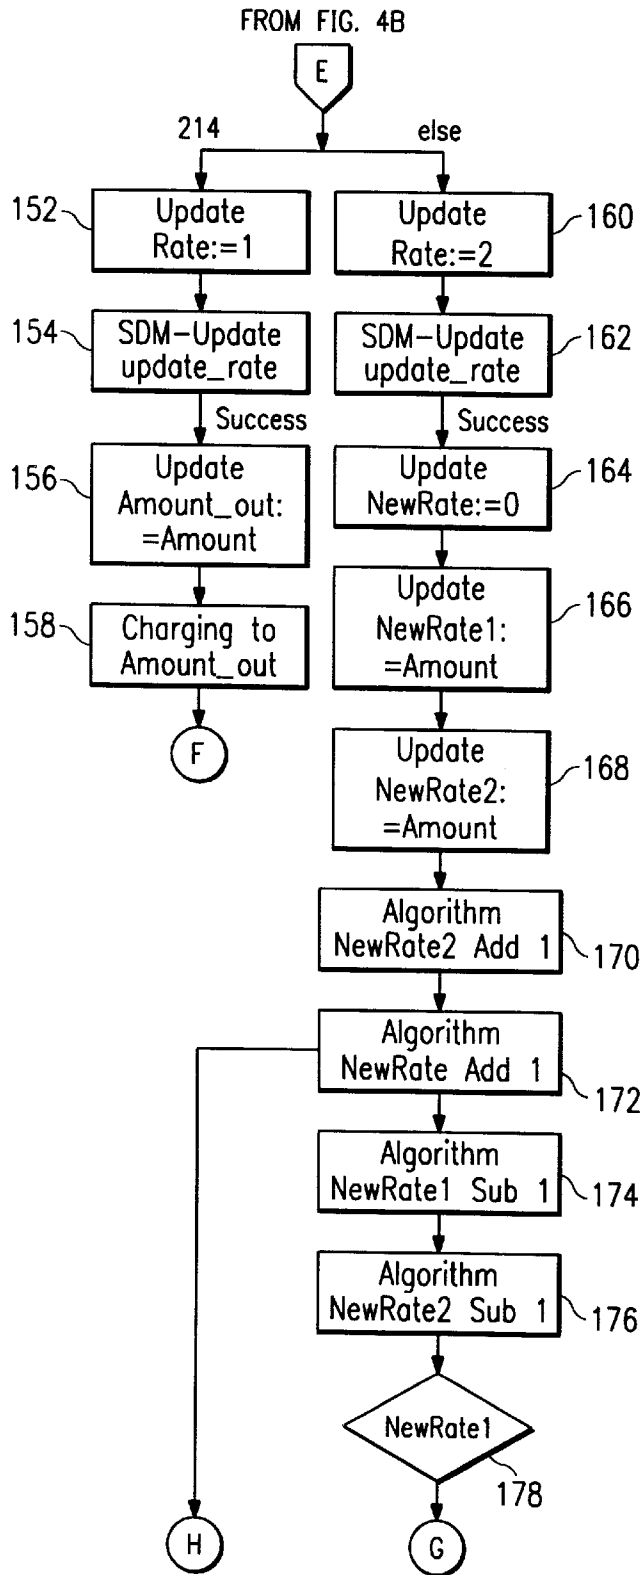 FROM FIG. 4B
E
214
else
152
Update
Rate:=1
154
SDM-Update
update_rate
Success
156
Update
Amount_out:
=Amount
158
Charging to
Amount_out
F
Update
Rate:=2
160
SDM-Update
update_rate
162
Success
Update
NewRate:=0
164
Update
NewRate1:
=Amount
166
Update
NewRate2:
=Amount
168
Algorithm
NewRate2 Add 1
170
Algorithm
NewRate Add 1
172
Algorithm
NewRate1 Sub 1
174
Algorithm
NewRate2 Sub 1
176
NewRate1
178
H
G